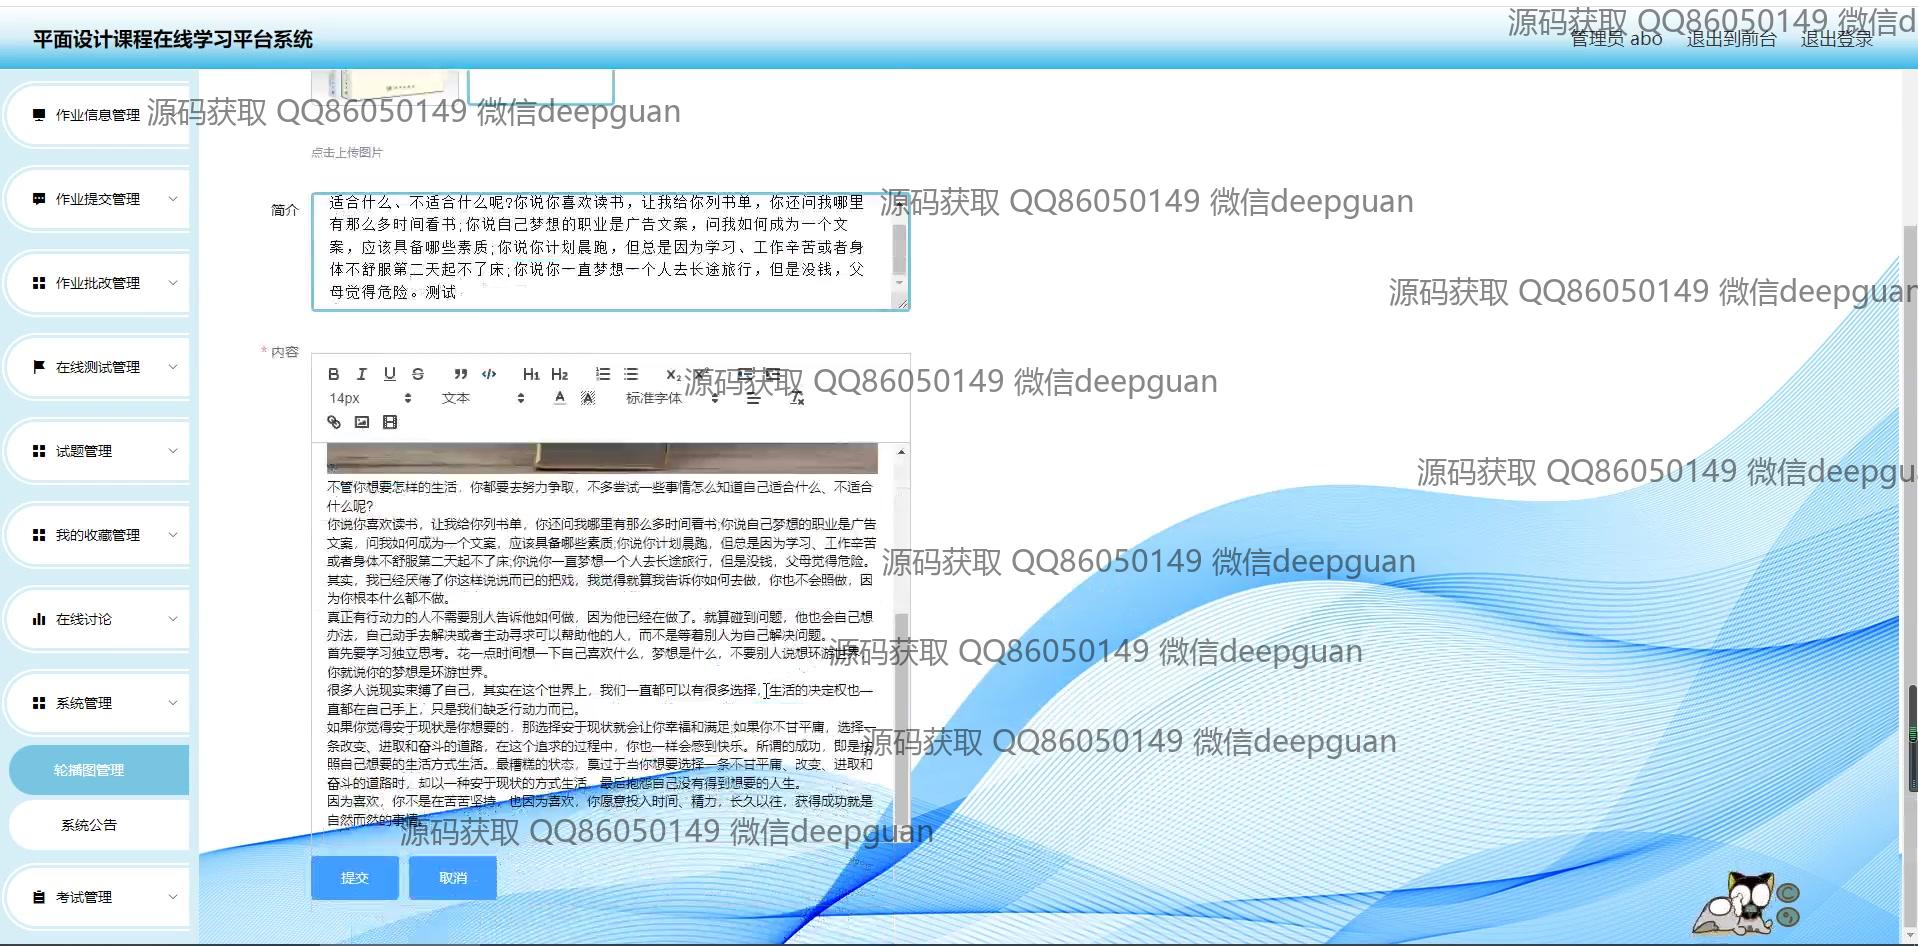 源码获取 QQ86050149 微信d
平面设计课程在线学习平台系统
管理员 abo 退出到前台 退出登录
作业信息管理
源码获取 QQ86050149 微信deepguan
点击上传图片
作业提交管理
简介
适合什么、不适合什么呢?你说你喜欢读书，让我给你列书单，你还问我哪里
有那么多时间看书;你说自己梦想的职业是广告文案，问我如何成为一个文
案，应该具备哪些素质;你说你计划晨跑，但总是因为学习、工作辛苦或者身
体不舒服第二天起不了床;你说你一直梦想一个人去长途旅行，但是没钱，父
母觉得危险。测试
源码获取 QQ86050149 微信deepguan
作业批改管理
源码获取 QQ86050149 微信deepguan
* 内容
在线测试管理
B I U S ” </> H1 H2 X2 X2
源码获取 QQ86050149 微信deepguan
14px 文本 A A 标准字体 Tx
试题管理
源码获取 QQ86050149 微信deepgu
不管你想要怎样的生活，你都要去努力争取，不多尝试一些事情怎么知道自己适合什么、不适合
什么呢?
你说你喜欢读书，让我给你列书单，你还问我哪里有那么多时间看书;你说自己梦想的职业是广告
文案，问我如何成为一个文案，应该具备哪些素质;你说你计划晨跑，但总是因为学习、工作辛苦
或者身体不舒服第二天起不了床;你说你一直梦想一个人去长途旅行，但是没钱，父母觉得危险。
其实，我已经厌倦了你这样说说而已的把戏，我觉得就算我告诉你如何去做，你也不会照做，因
为你根本什么都不做。
真正有行动力的人不需要别人告诉他如何做，因为他已经在做了。就算碰到问题，他也会自己想
办法，自己动手去解决或者主动寻求可以帮助他的人，而不是等着别人为自己解决问题。
首先要学习独立思考。花一点时间想一下自己喜欢什么，梦想是什么，不要别人说想环游世界，
你就说你的梦想是环游世界。
很多人说现实束缚了自己，其实在这个世界上，我们一直都可以有很多选择，生活的决定权也一
直都在自己手上，只是我们缺乏行动力而已。
如果你觉得安于现状是你想要的，那选择安于现状就会让你幸福和满足;如果你不甘平庸，选择一
条改变、进取和奋斗的道路，在这个追求的过程中，你也一样会感到快乐。所谓的成功，即是按
照自己想要的生活方式生活。最糟糕的状态，莫过于当你想要选择一条不甘平庸、改变、进取和
奋斗的道路时，却以一种安于现状的方式生活，最后抱怨自己没有得到想要的人生。
因为喜欢，你不是在苦苦坚持，也因为喜欢，你愿意投入时间、精力，长久以往，获得成功就是
自然而然的事情。
我的收藏管理
源码获取 QQ86050149 微信deepguan
在线讨论
源码获取 QQ86050149 微信deepguan
系统管理
源码获取 QQ86050149 微信deepguan
轮播图管理
系统公告
源码获取 QQ86050149 微信deepguan
提交 取消
考试管理